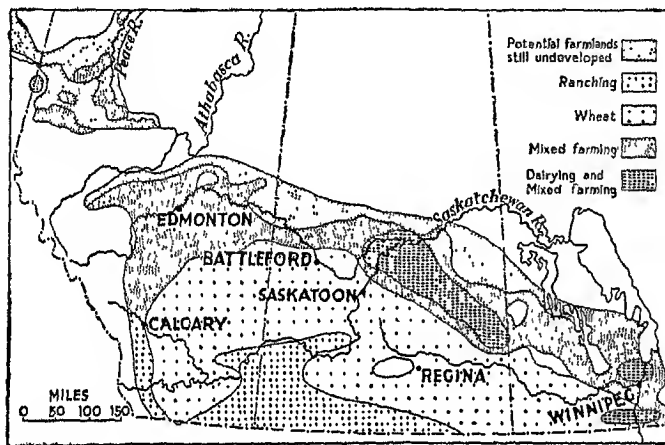 Peace R.
Athabasca R.
Potential farmlands
still undeveloped
Ranching
Wheat
Mixed farming
Dairying and
Mixed farming
Saskatchewan R.
EDMONTON
BATTLEFORD
SASKATOON
CALGARY
REGINA
WINNIPEG
MILES
0 50 100 150